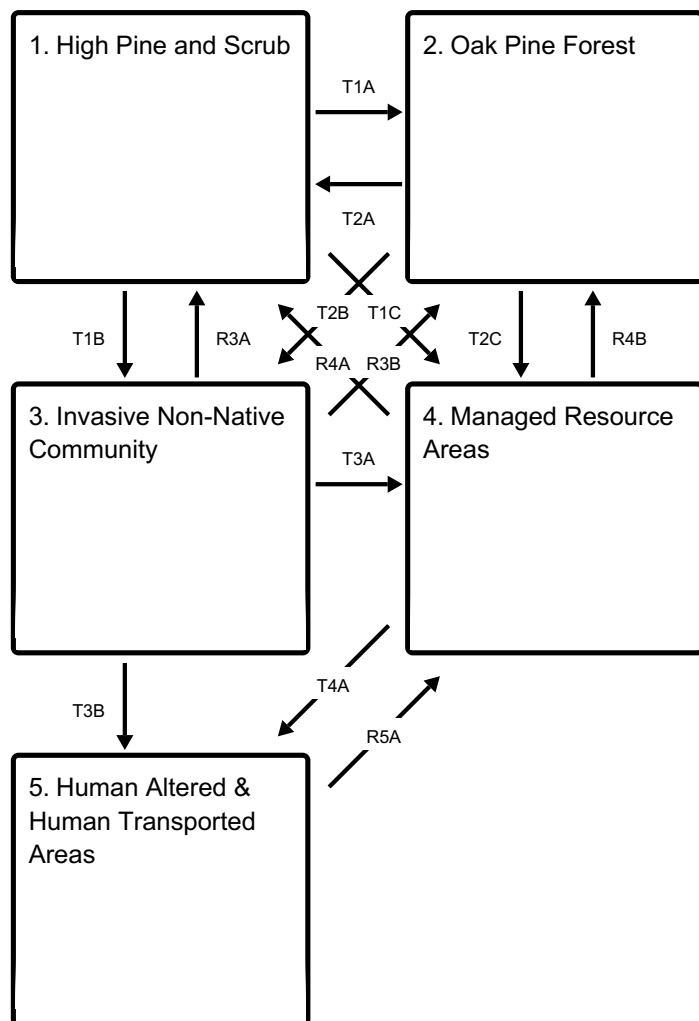 1. High Pine and Scrub
2. Oak Pine Forest
T1A
T2A
T1B
R3A
T2B
T1C
T2C
R4B
R4A
R3B
3. Invasive Non-Native
Community
4. Managed Resource
Areas
T3A
T4A
T3B
R5A
5. Human Altered &
Human Transported
Areas